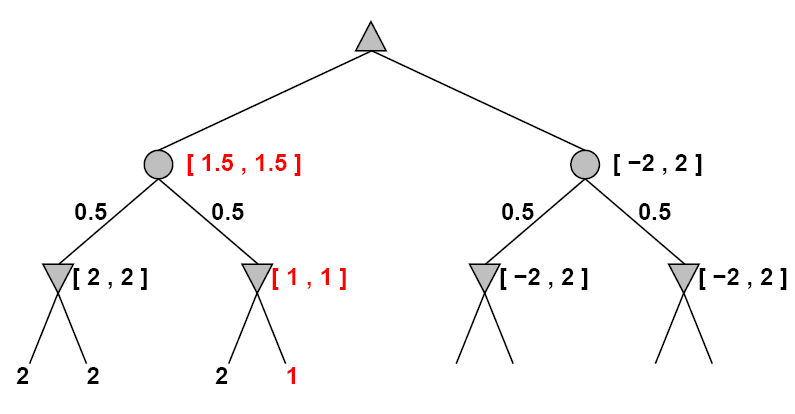 [ 1.5 , 1.5 ] [ −2 , 2 ]
0.5 0.5 0.5 0.5
[ 2 , 2 ] [ 1 , 1 ] [ −2 , 2 ] [ −2 , 2 ]
2 2 2 1